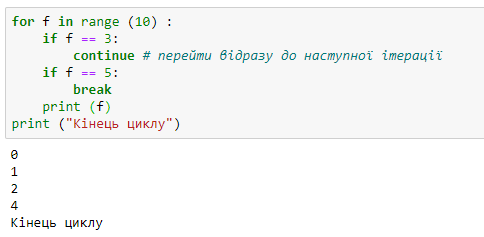 for f in range (10) :
    if f == 3:
        continue # перейти відразу до наступної ітерації
    if f == 5:
        break
    print (f)
print ("Кінець циклу")
0
1
2
4
Кінець циклу